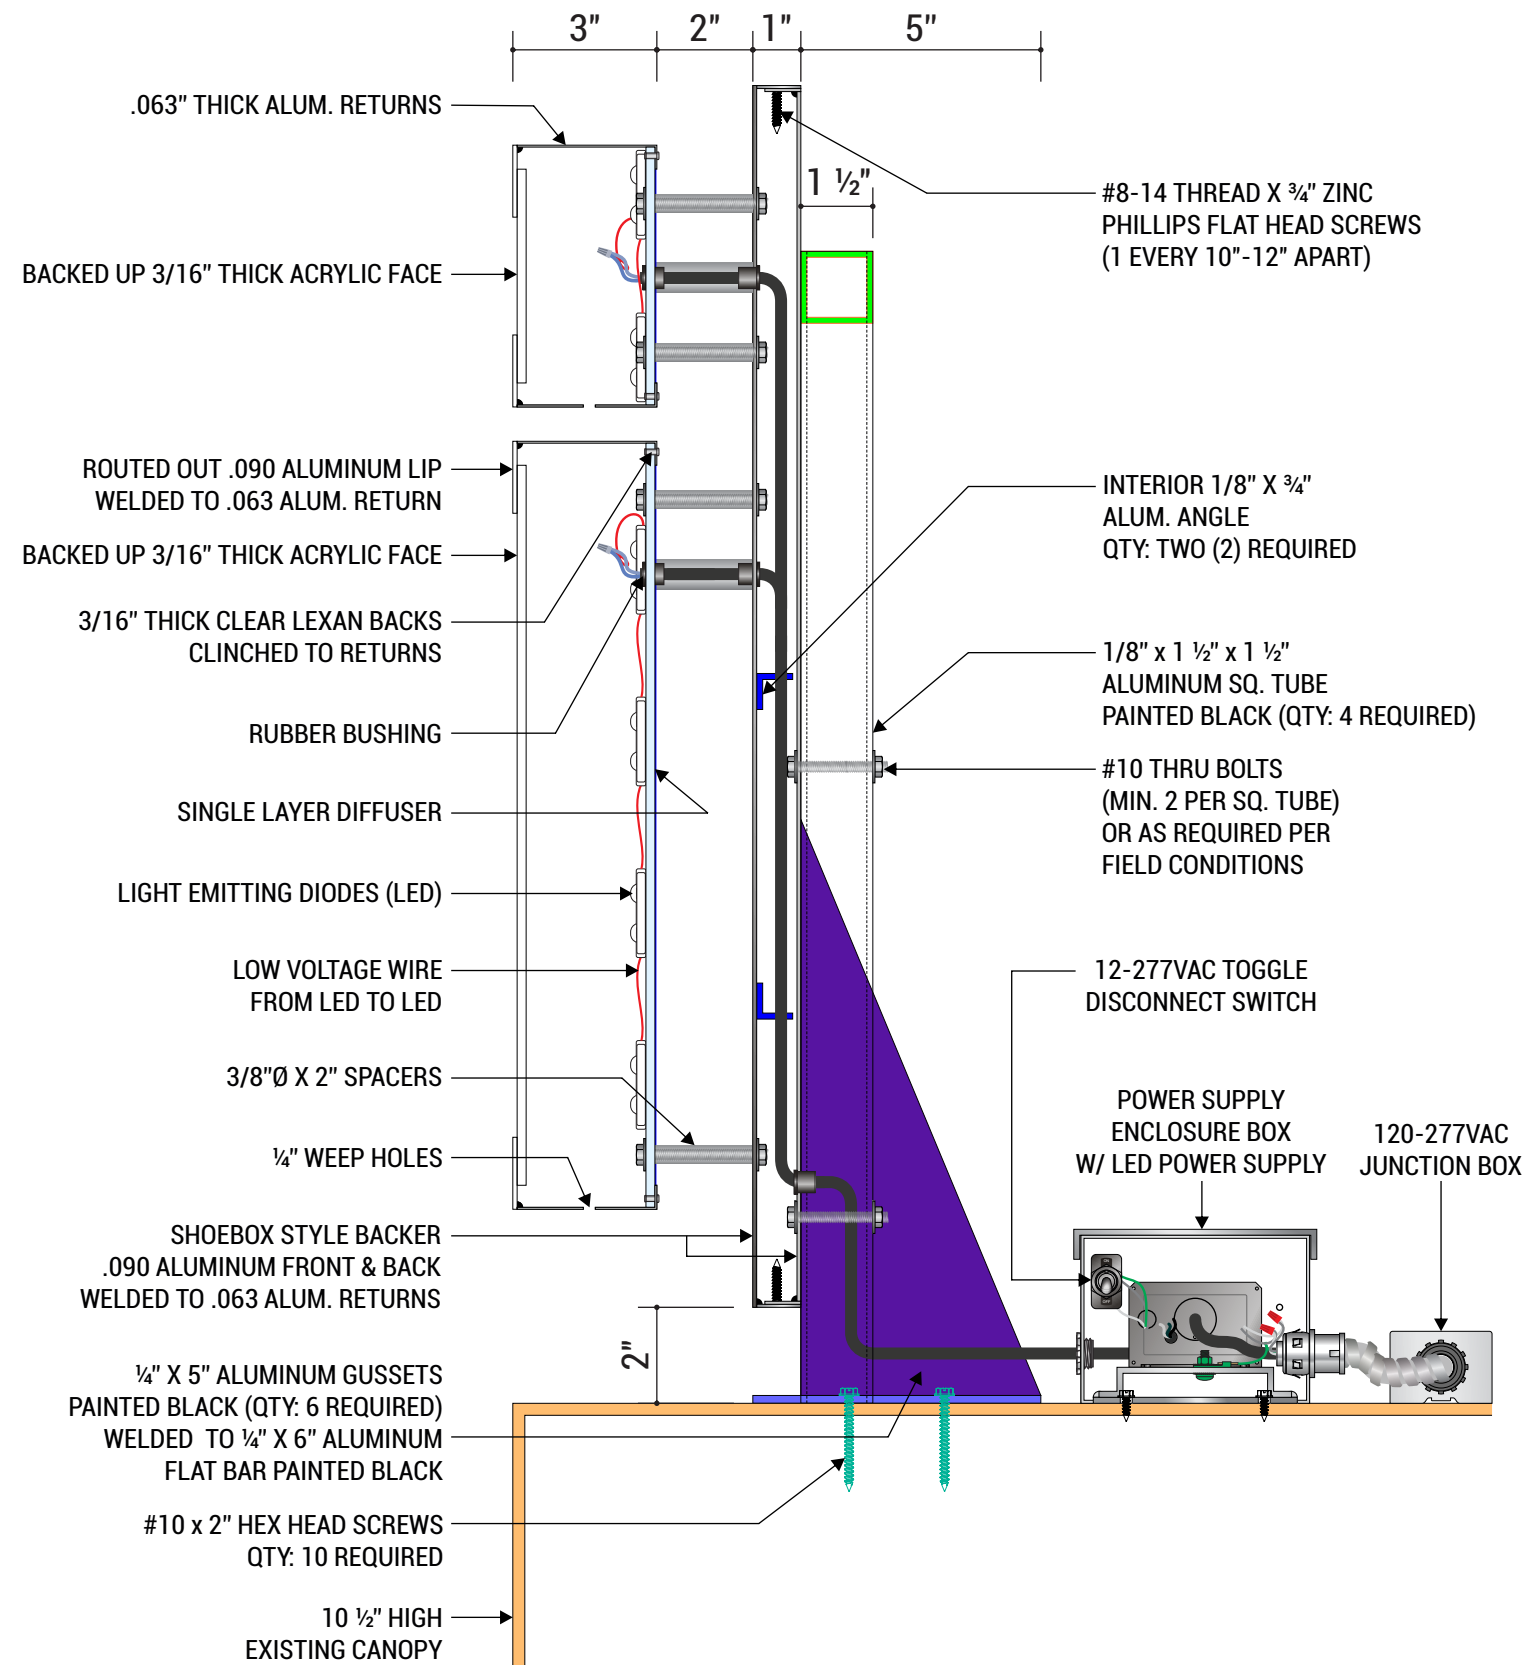 3”
2”
1”
5”
.063” THICK ALUM. RETURNS
BACKED UP 3/16” THICK ACRYLIC FACE
ROUTED OUT .090 ALUMINUM LIP
WELDED TO .063 ALUM. RETURN
BACKED UP 3/16” THICK ACRYLIC FACE
3/16” THICK CLEAR LEXAN BACKS
CLINCHED TO RETURNS
RUBBER BUSHING
SINGLE LAYER DIFFUSER
LIGHT EMITTING DIODES (LED)
LOW VOLTAGE WIRE
FROM LED TO LED
3/8”Ø X 2” SPACERS
¼” WEEP HOLES
SHOEBOX STYLE BACKER
.090 ALUMINUM FRONT & BACK
WELDED TO .063 ALUM. RETURNS
2”
¼” X 5” ALUMINUM GUSSETS
PAINTED BLACK (QTY: 6 REQUIRED)
WELDED TO ¼” X 6” ALUMINUM
FLAT BAR PAINTED BLACK
#10 x 2” HEX HEAD SCREWS
QTY: 10 REQUIRED
10 ½” HIGH
EXISTING CANOPY
1 ½”
#8-14 THREAD X ¾” ZINC
PHILLIPS FLAT HEAD SCREWS
(1 EVERY 10”-12” APART)
INTERIOR 1/8” X ¾”
ALUM. ANGLE
QTY: TWO (2) REQUIRED
1/8” x 1 ½” x 1 ½”
ALUMINUM SQ. TUBE
PAINTED BLACK (QTY: 4 REQUIRED)
#10 THRU BOLTS
(MIN. 2 PER SQ. TUBE)
OR AS REQUIRED PER
FIELD CONDITIONS
12-277VAC TOGGLE
DISCONNECT SWITCH
POWER SUPPLY
ENCLOSURE BOX
W/ LED POWER SUPPLY
120-277VAC
JUNCTION BOX